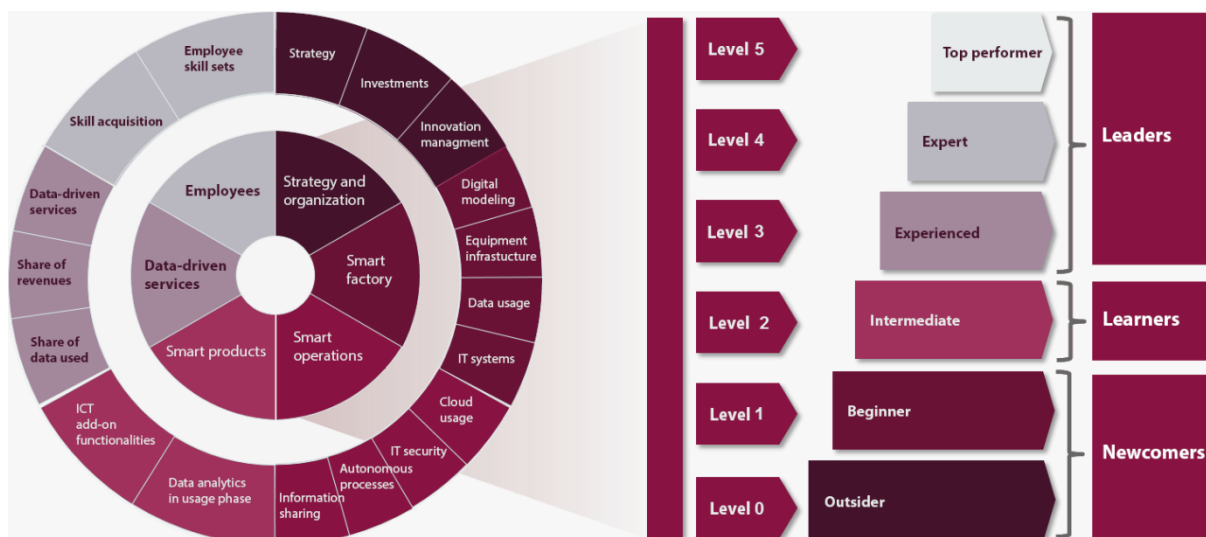 Employee
skill sets
Strategy
Investments
Innovation
managment
Digital
modeling
Equipment
infrastucture
Data usage
IT systems
Cloud
usage
IT security
Autonomous
processes
Information
sharing
Data analytics
in usage phase
ICT
add-on
functionalities
Share of
data used
Share of
revenues
Data-driven
services
Skill acquisition
Employees
Strategy and
organization
Smart
factory
Smart
operations
Smart products
Data-driven
services
Level 5
Top performer
Level 4
Expert
Level 3
Experienced
Leaders
Level 2
Intermediate
Learners
Level 1
Beginner
Level 0
Outsider
Newcomers